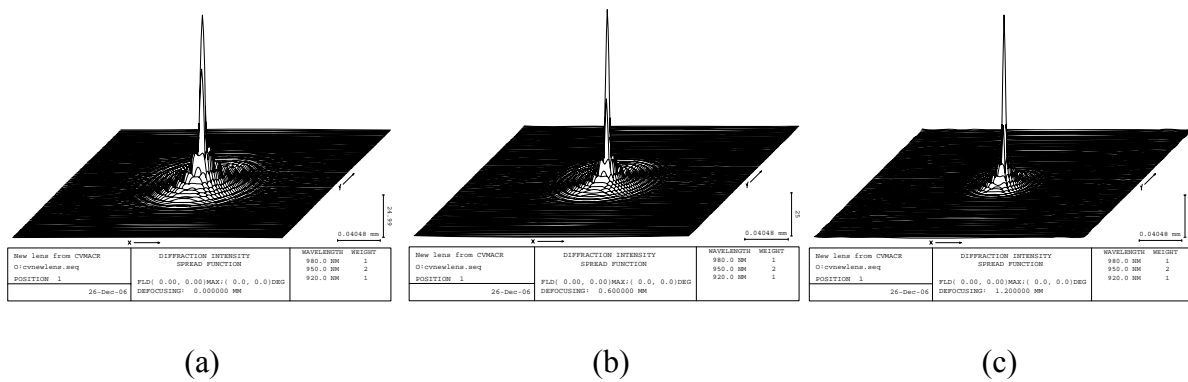 24.99
Y
0.04048 mm
X
New lens from CVMACR
O:cvnewlens.seq
POSITION 1
26-Dec-06
DIFFRACTION INTENSITY
SPREAD FUNCTION
FLD( 0.00, 0.00)MAX;( 0.0, 0.0)DEG
DEFOCUSING: 0.000000 MM
WAVELENGTH WEIGHT
980.0 NM 1
950.0 NM 2
920.0 NM 1
(a)
25
Y
0.04048 mm
X
New lens from CVMACR
O:cvnewlens.seq
POSITION 1
26-Dec-06
DIFFRACTION INTENSITY
SPREAD FUNCTION
FLD( 0.00, 0.00)MAX;( 0.0, 0.0)DEG
DEFOCUSING: 0.600000 MM
WAVELENGTH WEIGHT
980.0 NM 1
950.0 NM 2
920.0 NM 1
(b)
25
Y
0.04048 mm
X
New lens from CVMACR
O:cvnewlens.seq
POSITION 1
26-Dec-06
DIFFRACTION INTENSITY
SPREAD FUNCTION
FLD( 0.00, 0.00)MAX;( 0.0, 0.0)DEG
DEFOCUSING: 1.200000 MM
WAVELENGTH WEIGHT
980.0 NM 1
950.0 NM 2
920.0 NM 1
(c)